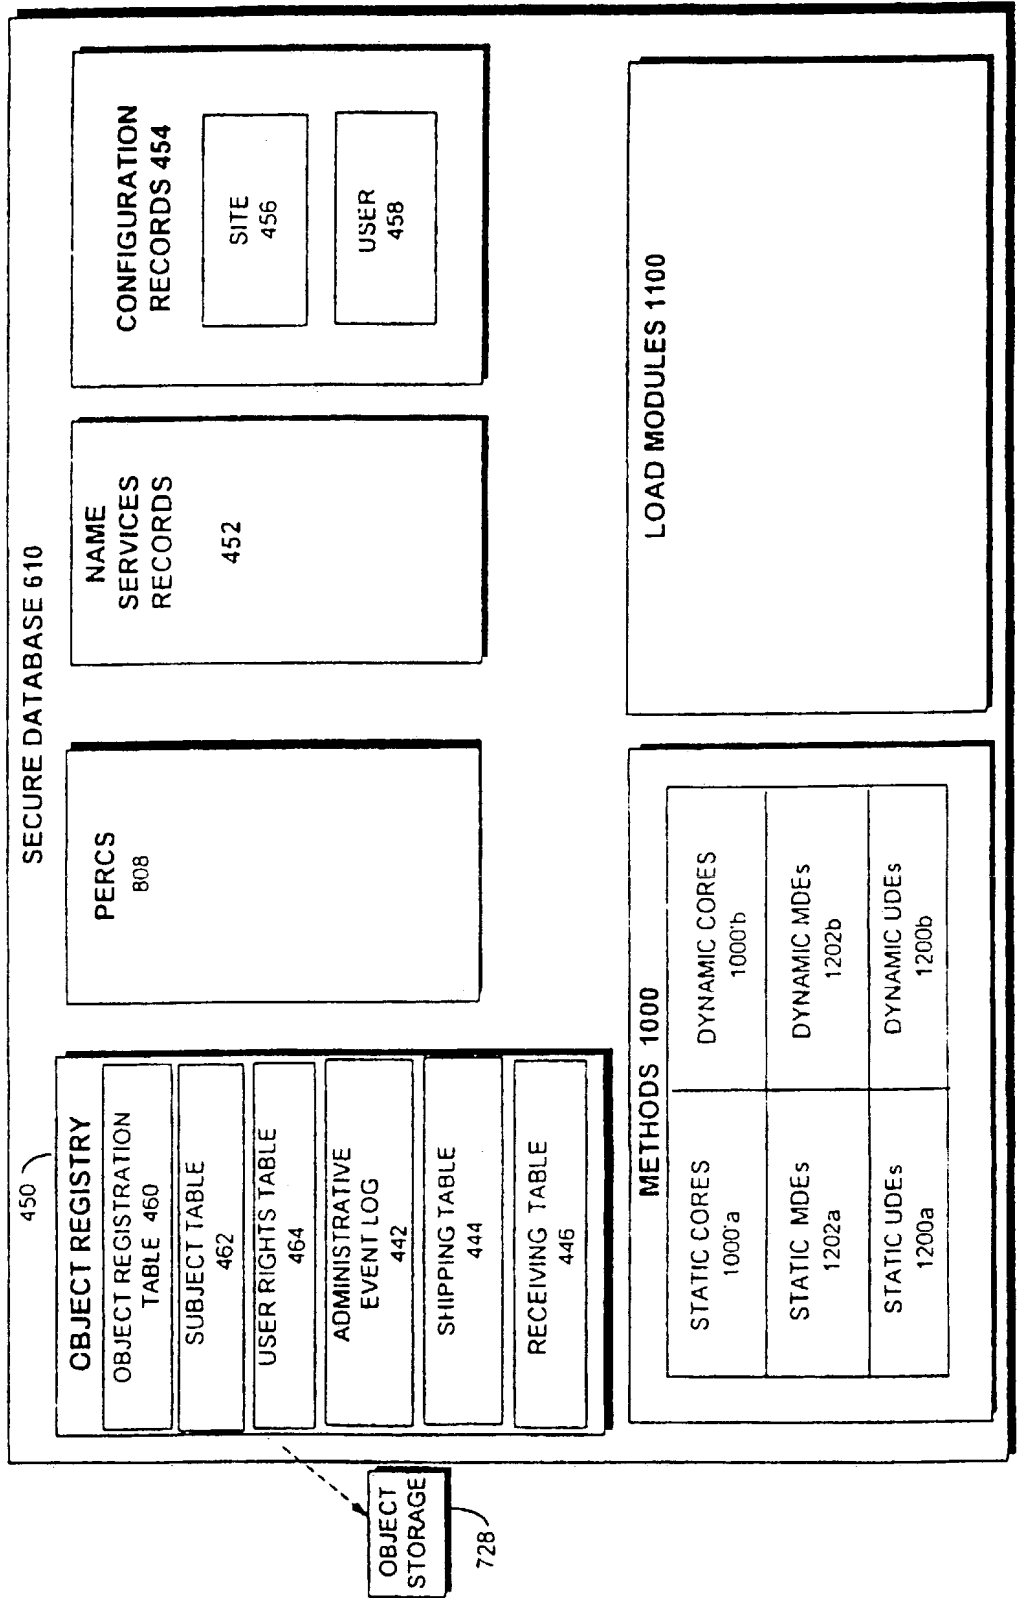 SECURE DATABASE 610
450
OBJECT REGISTRY
OBJECT REGISTRATION
TABLE 460
SUBJECT TABLE
462
USER RIGHTS TABLE
464
ADMINISTRATIVE
EVENT LOG
442
SHIPPING TABLE
444
RECEIVING TABLE
446
PERCS
808
NAME
SERVICES
RECORDS
452
CONFIGURATION
RECORDS 454
SITE
456
USER
458
OBJECT
STORAGE
728
METHODS 1000
STATIC CORES
1000'a
DYNAMIC CORES
1000'b
STATIC MDEs
1202a
DYNAMIC MDEs
1202b
STATIC UDEs
1200a
DYNAMIC UDEs
1200b
LOAD MODULES 1100